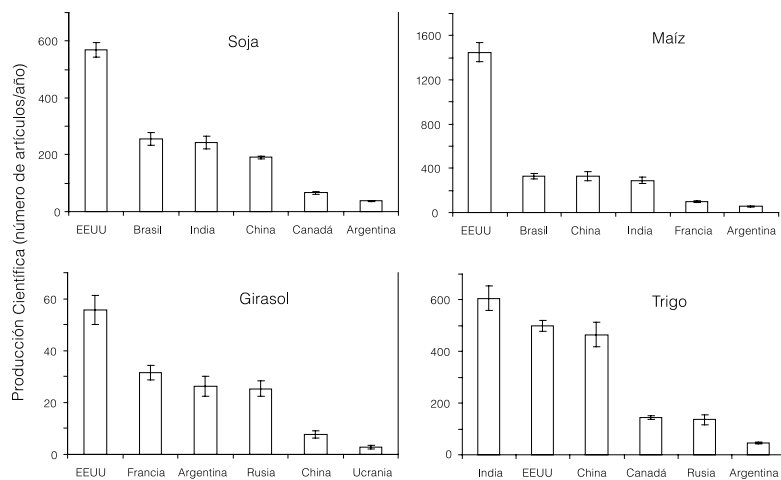 Producción Científica (número de artículos/año)
Soja
600
400
200
0
EEUU Brasil India China Canadá Argentina
Maíz
1600
1200
800
400
0
EEUU Brasil China India Francia Argentina
Girasol
60
40
20
0
EEUU Francia Argentina Rusia China Ucrania
Trigo
600
400
200
0
India EEUU China Canadá Rusia Argentina